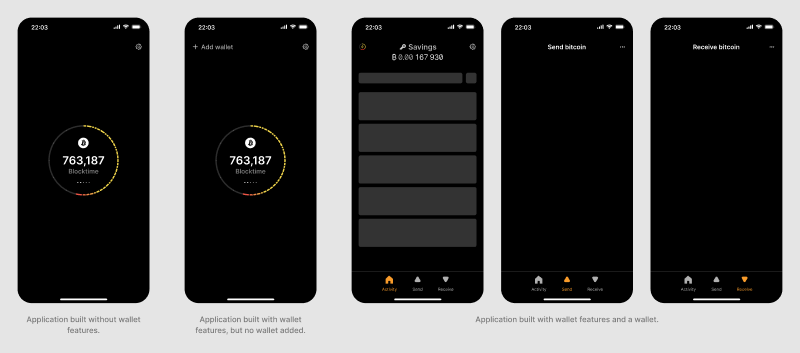 22:03
763,187
Blocktime
Application built without wallet
features.
22:03
Add wallet
763,187
Blocktime
Application built with wallet
features, but no wallet added.
22:03
Savings
₿ 0.00 167 930
Activity
Send
Receive
22:03
Send bitcoin
Activity
Send
Receive
22:03
Receive bitcoin
Activity
Send
Receive
Application built with wallet features and a wallet.